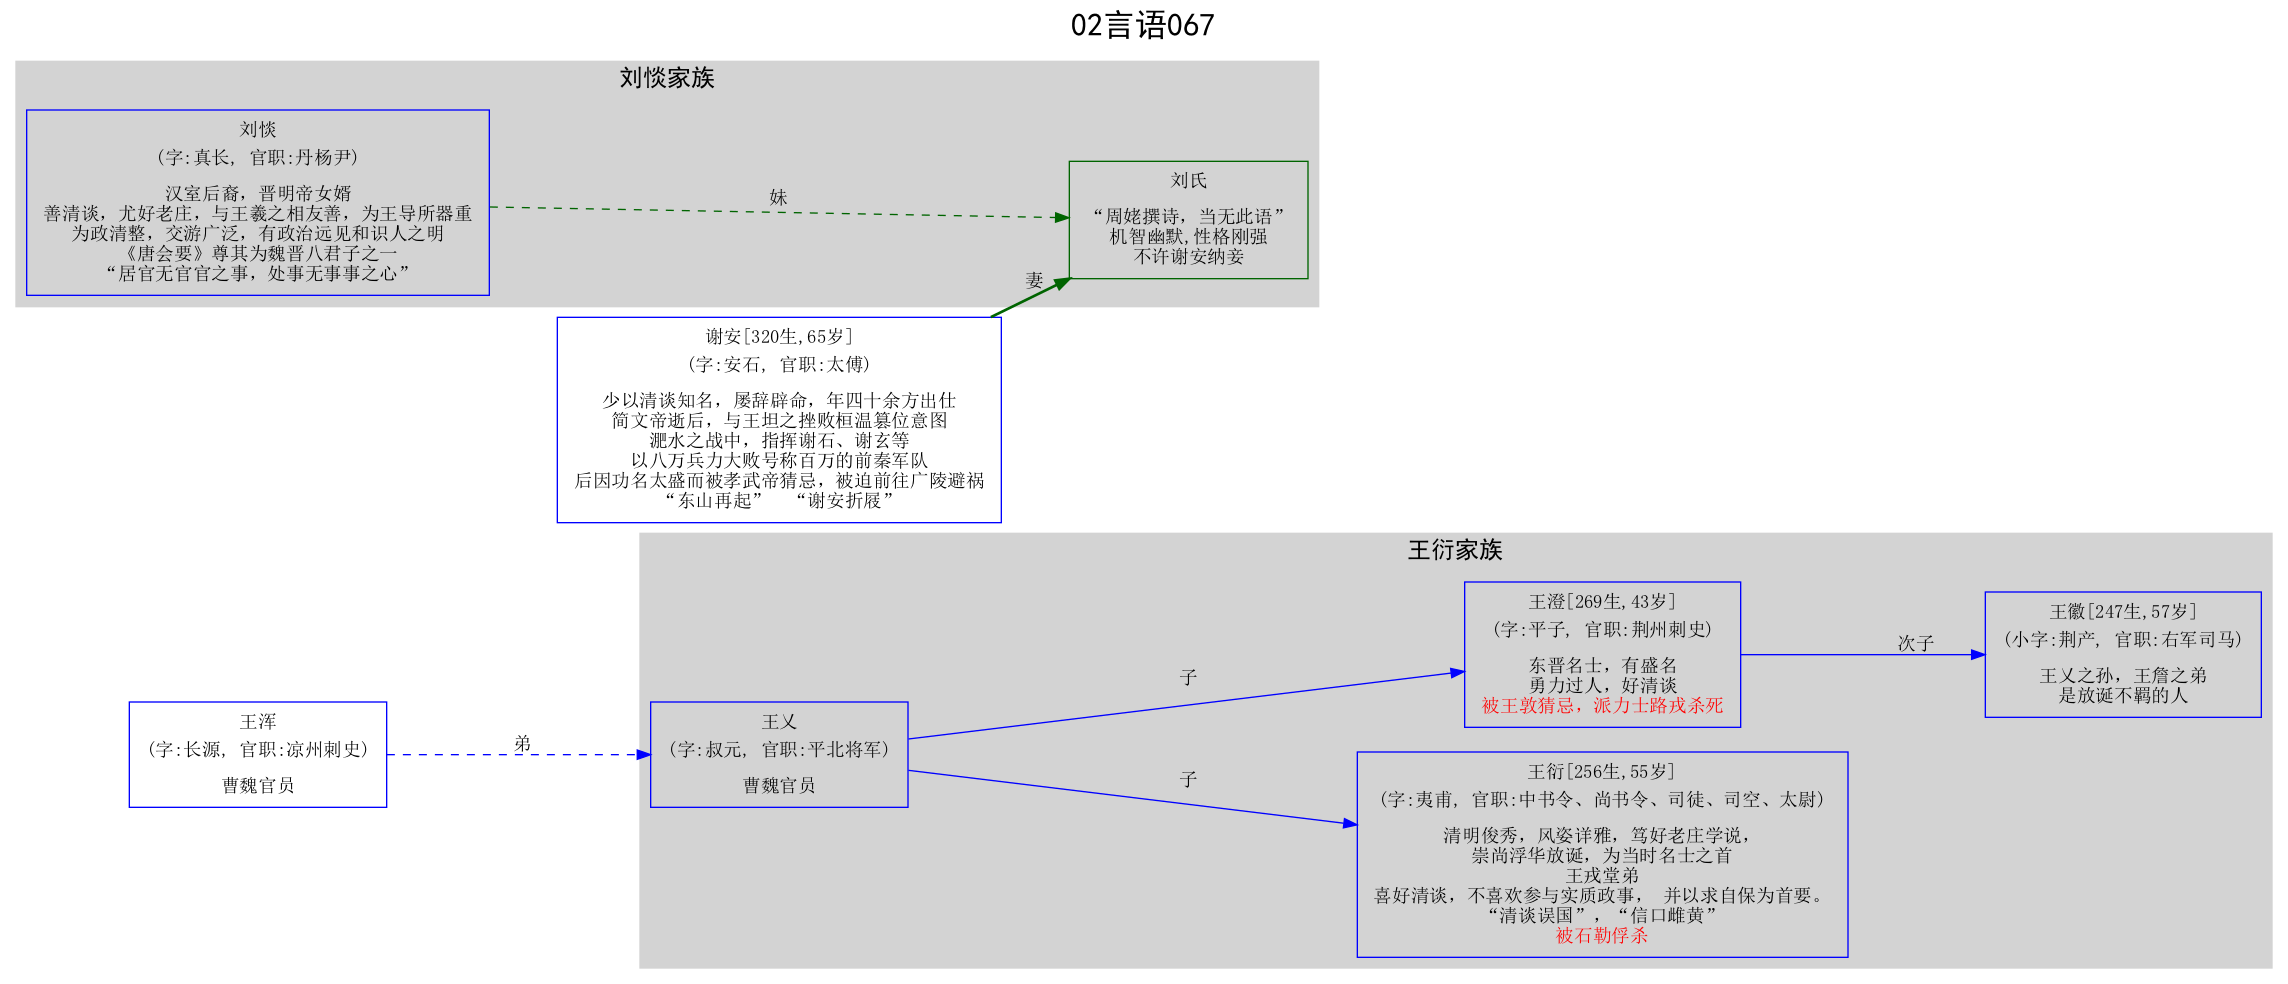 02言语067
刘惔家族
刘惔
(字:真长, 官职:丹杨尹)
汉室后裔，晋明帝女婿
善清谈，尤好老庄，与王羲之相友善，为王导所器重
为政清整，交游广泛，有政治远见和识人之明
《唐会要》尊其为魏晋八君子之一
“居官无官官之事，处事无事事之心”
妹
刘氏
“周姥撰诗，当无此语”
机智幽默,性格刚强
不许谢安纳妾
妻
谢安[320生,65岁]
(字:安石, 官职:太傅)
少以清谈知名，屡辞辟命，年四十余方出仕
简文帝逝后，与王坦之挫败桓温篡位意图
淝水之战中，指挥谢石、谢玄等
以八万兵力大败号称百万的前秦军队
后因功名太盛而被孝武帝猜忌，被迫前往广陵避祸
“东山再起”  “谢安折屐”
王衍家族
王浑
(字:长源, 官职:凉州刺史)
曹魏官员
弟
王乂
(字:叔元, 官职:平北将军)
曹魏官员
子
子
王澄[269生,43岁]
(字:平子, 官职:荆州刺史)
东晋名士，有盛名
勇力过人，好清谈
被王敦猜忌，派力士路戎杀死
次子
王徽[247生,57岁]
(小字:荆产, 官职:右军司马)
王乂之孙，王詹之弟
是放诞不羁的人
王衍[256生,55岁]
(字:夷甫, 官职:中书令、尚书令、司徒、司空、太尉)
清明俊秀，风姿详雅，笃好老庄学说，
崇尚浮华放诞，为当时名士之首
王戎堂弟
喜好清谈，不喜欢参与实质政事， 并以求自保为首要。
“清谈误国”，“信口雌黄”
被石勒俘杀